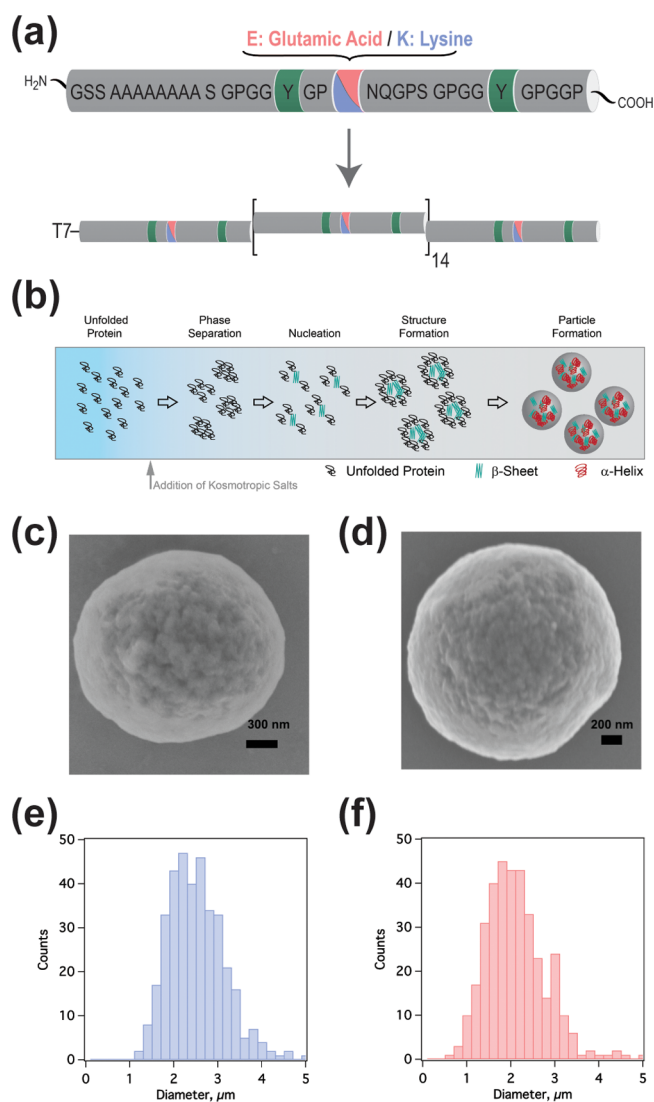 (a)
E: Glutamic Acid / K: Lysine
H2N
GSS AAAAAAAA S GPGG Y GP NQGPS GPGG Y GPGGP
COOH
T7
14
(b)
Unfolded Protein
Phase Separation
Nucleation
Structure Formation
Particle Formation
Addition of Kosmotropic Salts
Unfolded Protein
β-Sheet
α-Helix
(c)
(d)
300 nm
200 nm
(e)
(f)
50
40
30
20
10
0
Counts
0 1 2 3 4 5
Diameter, μm
50
40
30
20
10
0
Counts
0 1 2 3 4 5
Diameter, μm